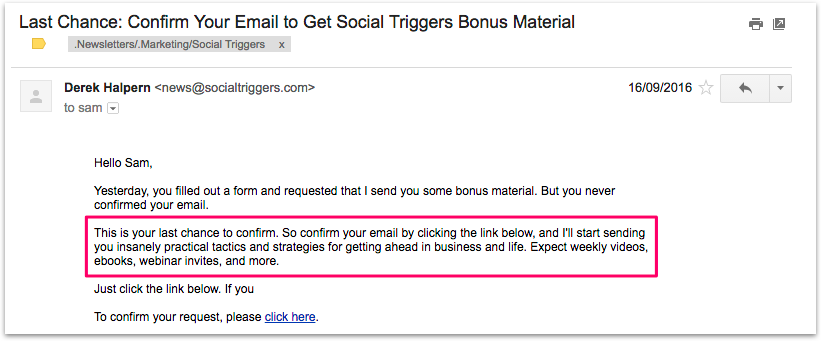 Last Chance: Confirm Your Email to Get Social Triggers Bonus Material
.Newsletters/.Marketing/Social Triggers x
Derek Halpern <news@socialtriggers.com> 16/09/2016
to sam
Hello Sam,
Yesterday, you filled out a form and requested that I send you some bonus material. But you never
confirmed your email.
This is your last chance to confirm. So confirm your email by clicking the link below, and I'll start sending
you insanely practical tactics and strategies for getting ahead in business and life. Expect weekly videos,
ebooks, webinar invites, and more.
Just click the link below. If you
To confirm your request, please click here.